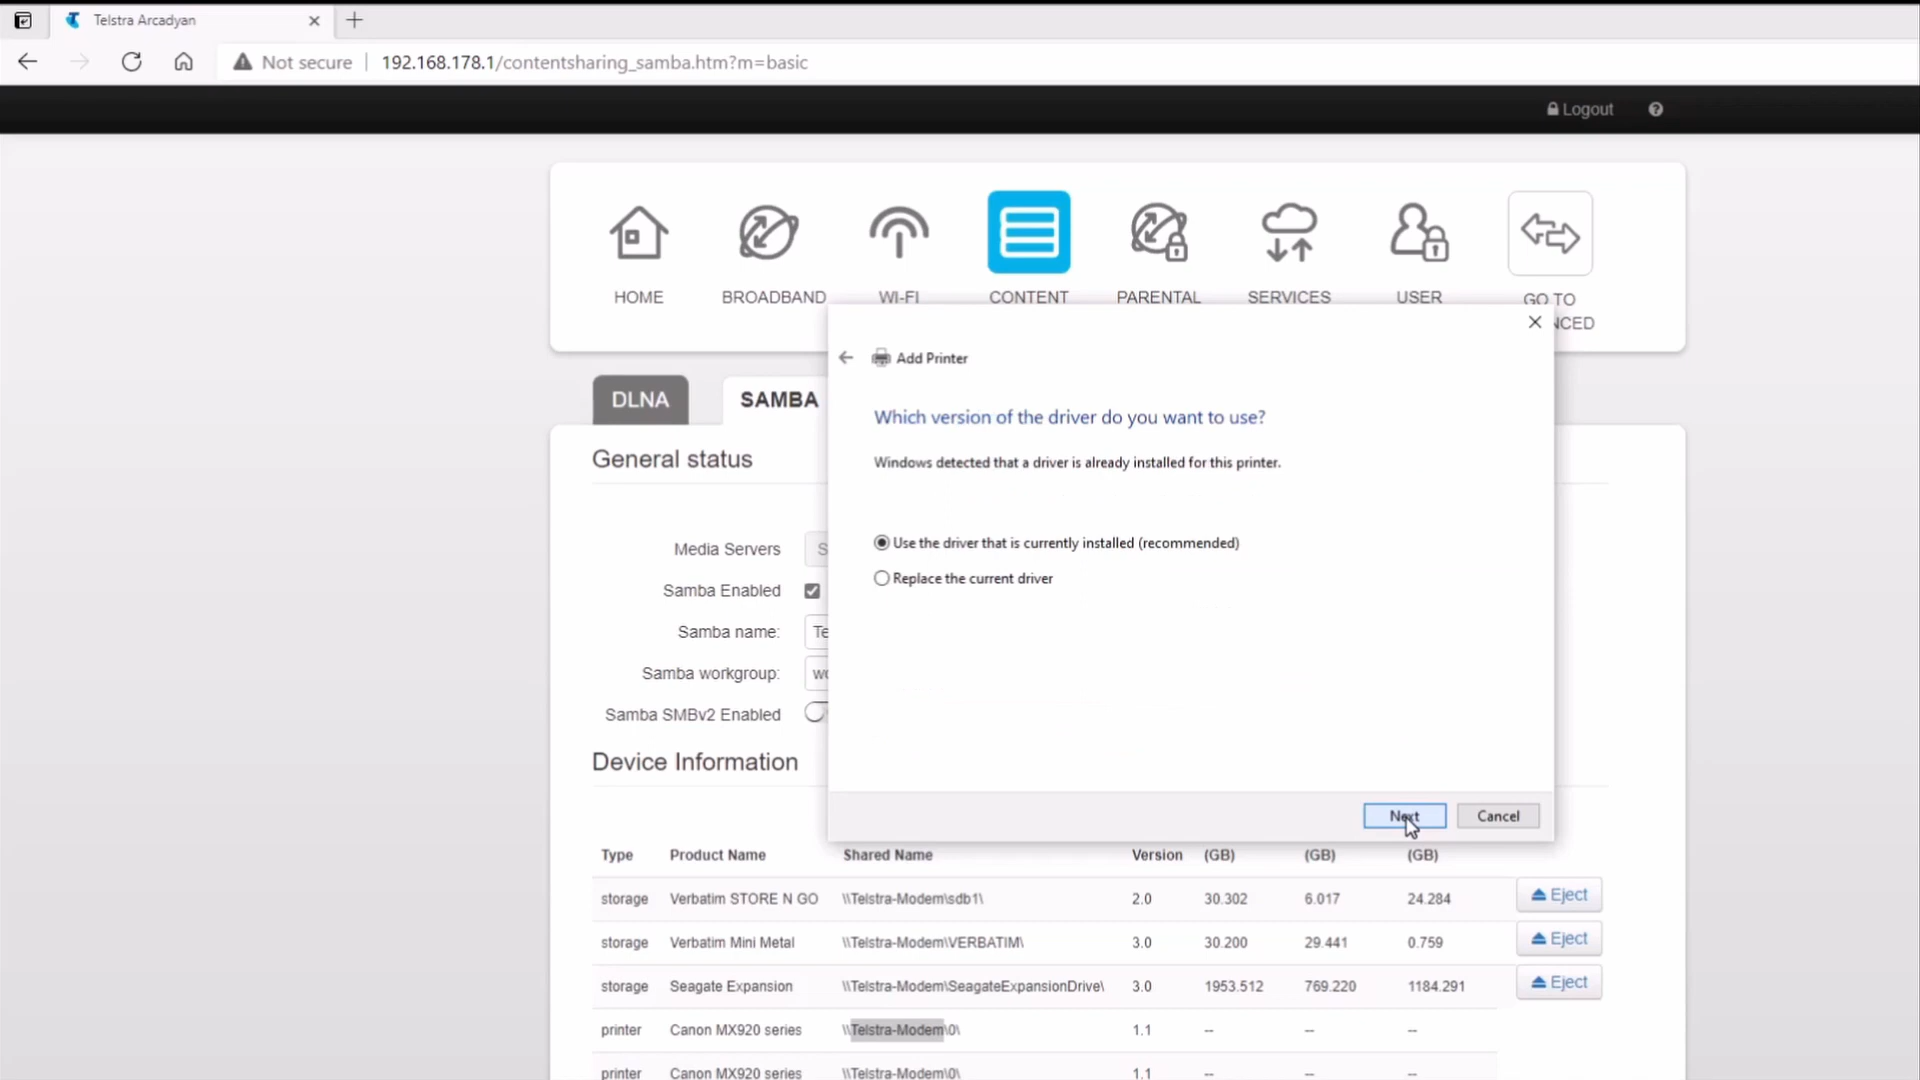 Telstra Arcadyan
Not secure | 192.168.178.1/contentsharing_samba.htm?m=basic
Logout
HOME BROADBAND WI-FI CONTENT PARENTAL SERVICES USER GO TO
NCED
Add Printer
Which version of the driver do you want to use?
Windows detected that a driver is already installed for this printer.
Use the driver that is currently installed (recommended)
Replace the current driver
Next Cancel
DLNA SAMBA
General status
Media Servers S
Samba Enabled
Samba name: Te
Samba workgroup: wo
Samba SMBv2 Enabled
Device Information
Type Product Name Shared Name Version (GB) (GB) (GB)
storage Verbatim STORE N GO \\Telstra-Modem\sdb1\ 2.0 30.302 6.017 24.284 Eject
storage Verbatim Mini Metal \\Telstra-Modem\VERBATIM\ 3.0 30.200 29.441 0.759 Eject
storage Seagate Expansion \\Telstra-Modem\SeagateExpansionDrive\ 3.0 1953.512 769.220 1184.291 Eject
printer Canon MX920 series \\Telstra-Modem\0\ 1.1 -- -- --
printer Canon MX920 series \\Telstra-Modem\0\ 1.1 -- -- --